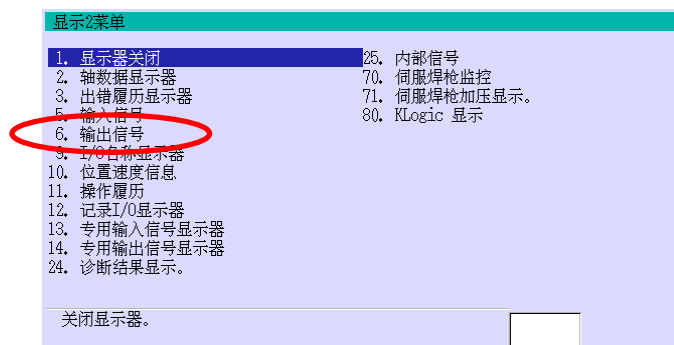 显示2菜单
1. 显示器关闭
2. 轴数据显示器
3. 出错履历显示器
5. 输入信号
6. 输出信号
9. I/O名称显示器
10. 位置速度信息
11. 操作履历
12. 记录I/O显示器
13. 专用输入信号显示器
14. 专用输出信号显示器
24. 诊断结果显示。
25. 内部信号
70. 伺服焊枪监控
71. 伺服焊枪加压显示。
80. KLogic 显示
关闭显示器。